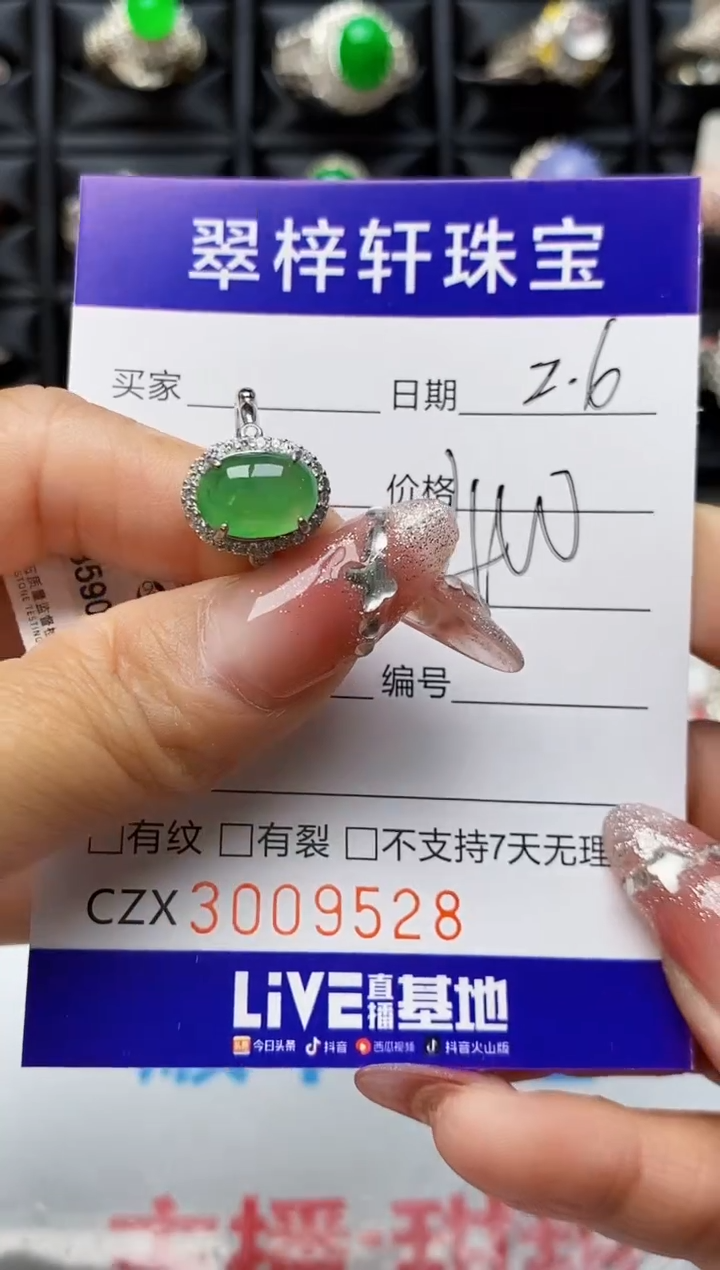 翠梓轩珠宝
买家 日期 2.6
价格
编号
□有纹 □有裂 □不支持7天无理
CZX 3009528
LiVE直播基地
今日头条 抖音 西瓜视频 抖音火山版